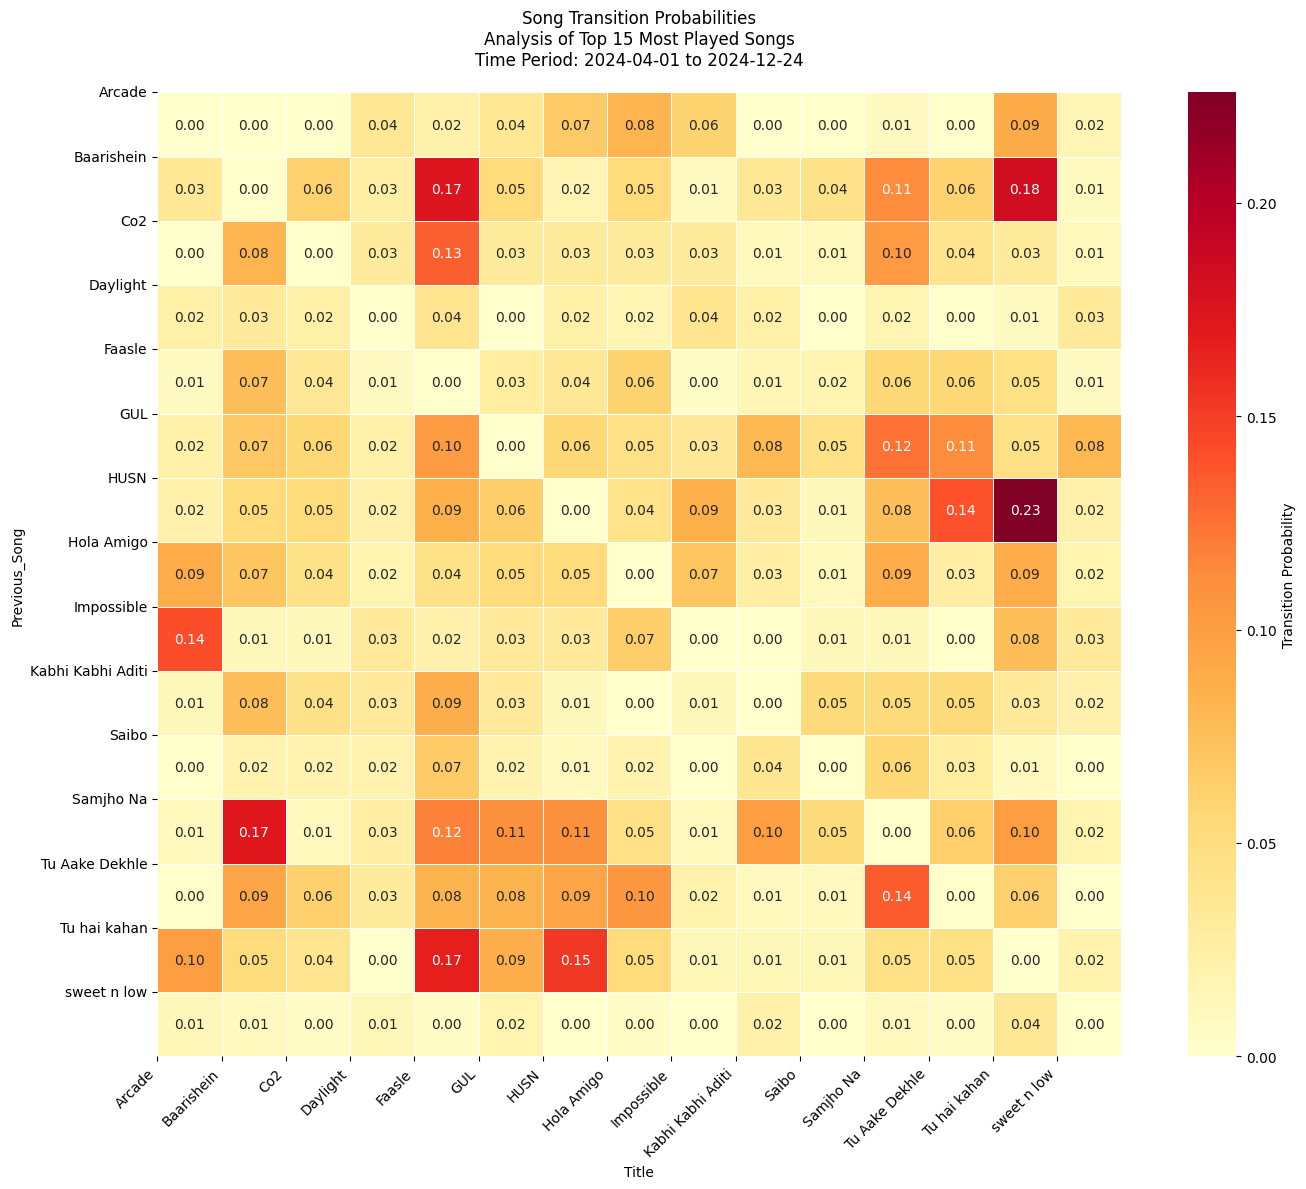 Song Transition Probabilities
Analysis of Top 15 Most Played Songs
Time Period: 2024-04-01 to 2024-12-24
Previous_Song
Arcade
0.00 0.00 0.00 0.04 0.02 0.04 0.07 0.08 0.06 0.00 0.00 0.01 0.00 0.09 0.02
Baarishein
0.03 0.00 0.06 0.03 0.17 0.05 0.02 0.05 0.01 0.03 0.04 0.11 0.06 0.18 0.01
Co2
0.00 0.08 0.00 0.03 0.13 0.03 0.03 0.03 0.03 0.01 0.01 0.10 0.04 0.03 0.01
Daylight
0.02 0.03 0.02 0.00 0.04 0.00 0.02 0.02 0.04 0.02 0.00 0.02 0.00 0.01 0.03
Faasle
0.01 0.07 0.04 0.01 0.00 0.03 0.04 0.06 0.00 0.01 0.02 0.06 0.06 0.05 0.01
GUL
0.02 0.07 0.06 0.02 0.10 0.00 0.06 0.05 0.03 0.08 0.05 0.12 0.11 0.05 0.08
HUSN
0.02 0.05 0.05 0.02 0.09 0.06 0.00 0.04 0.09 0.03 0.01 0.08 0.14 0.23 0.02
Hola Amigo
0.09 0.07 0.04 0.02 0.04 0.05 0.05 0.00 0.07 0.03 0.01 0.09 0.03 0.09 0.02
Impossible
0.14 0.01 0.01 0.03 0.02 0.03 0.03 0.07 0.00 0.00 0.01 0.01 0.00 0.08 0.03
Kabhi Kabhi Aditi
0.01 0.08 0.04 0.03 0.09 0.03 0.01 0.00 0.01 0.00 0.05 0.05 0.05 0.03 0.02
Saibo
0.00 0.02 0.02 0.02 0.07 0.02 0.01 0.02 0.00 0.04 0.00 0.06 0.03 0.01 0.00
Samjho Na
0.01 0.17 0.01 0.03 0.12 0.11 0.11 0.05 0.01 0.10 0.05 0.00 0.06 0.10 0.02
Tu Aake Dekhle
0.00 0.09 0.06 0.03 0.08 0.08 0.09 0.10 0.02 0.01 0.01 0.14 0.00 0.06 0.00
Tu hai kahan
0.10 0.05 0.04 0.00 0.17 0.09 0.15 0.05 0.01 0.01 0.01 0.05 0.05 0.00 0.02
sweet n low
0.01 0.01 0.00 0.01 0.00 0.02 0.00 0.00 0.00 0.02 0.00 0.01 0.00 0.04 0.00
Arcade
Baarishein
Co2
Daylight
Faasle
GUL
HUSN
Hola Amigo
Impossible
Kabhi Kabhi Aditi
Saibo
Samjho Na
Tu Aake Dekhle
Tu hai kahan
sweet n low
Title
0.20
0.15
0.10
0.05
0.00
Transition Probability